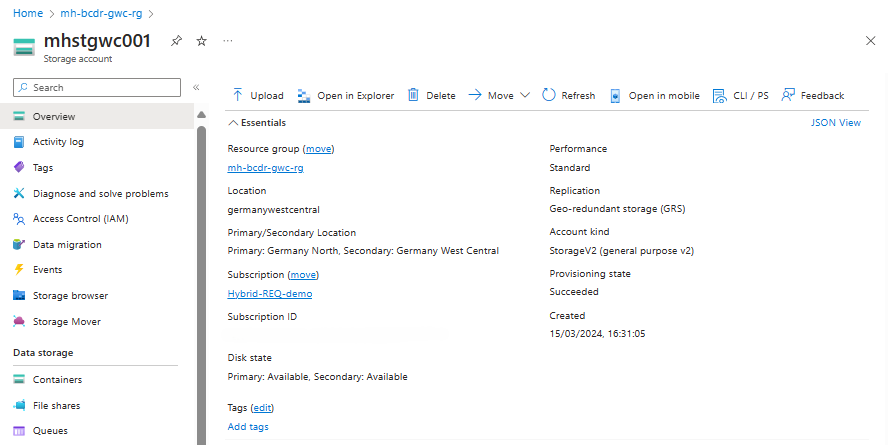 Home > mh-bcdr-gwc-rg >
mhstgwc001
Storage account
Search
Overview
Activity log
Tags
Diagnose and solve problems
Access Control (IAM)
Data migration
Events
Storage browser
Storage Mover
Data storage
Containers
File shares
Queues
Upload Open in Explorer Delete Move Refresh Open in mobile CLI / PS Feedback
Essentials JSON View
Resource group (move)
mh-bcdr-gwc-rg
Location
germanywestcentral
Primary/Secondary Location
Primary: Germany North, Secondary: Germany West Central
Subscription (move)
Hybrid-REQ-demo
Subscription ID
Disk state
Primary: Available, Secondary: Available
Tags (edit)
Add tags
Performance
Standard
Replication
Geo-redundant storage (GRS)
Account kind
StorageV2 (general purpose v2)
Provisioning state
Succeeded
Created
15/03/2024, 16:31:05